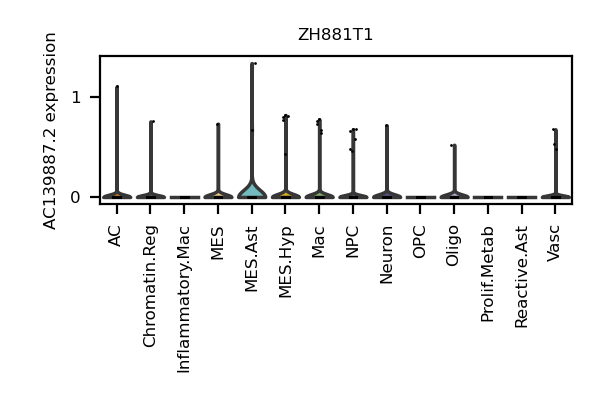 ZH881T1
AC139887.2 expression
1
0
AC
Chromatin.Reg
Inflammatory.Mac
MES
MES.Ast
MES.Hyp
Mac
NPC
Neuron
OPC
Oligo
Prolif.Metab
Reactive.Ast
Vasc